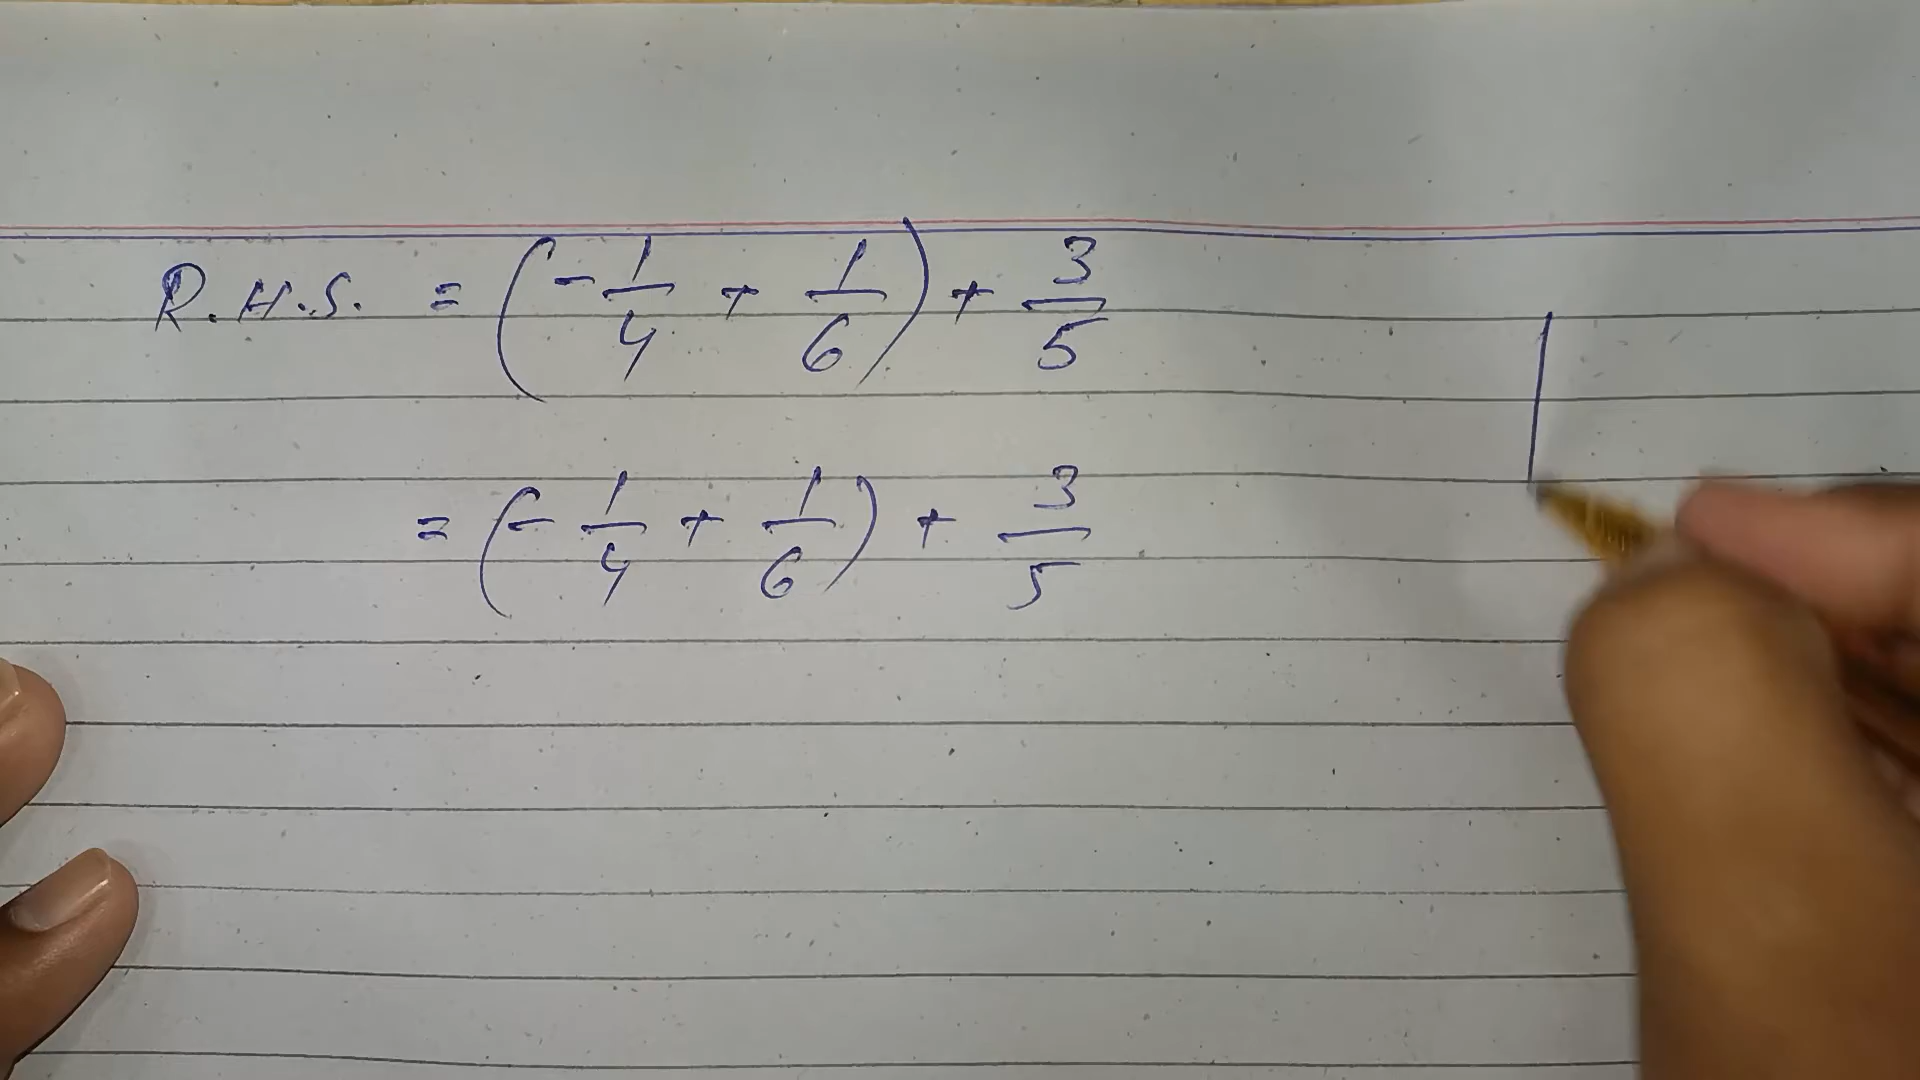 R.H.S. = (-1/4 + 1/6) + 3/5
= (- 1/4 + 1/6) + 3/5